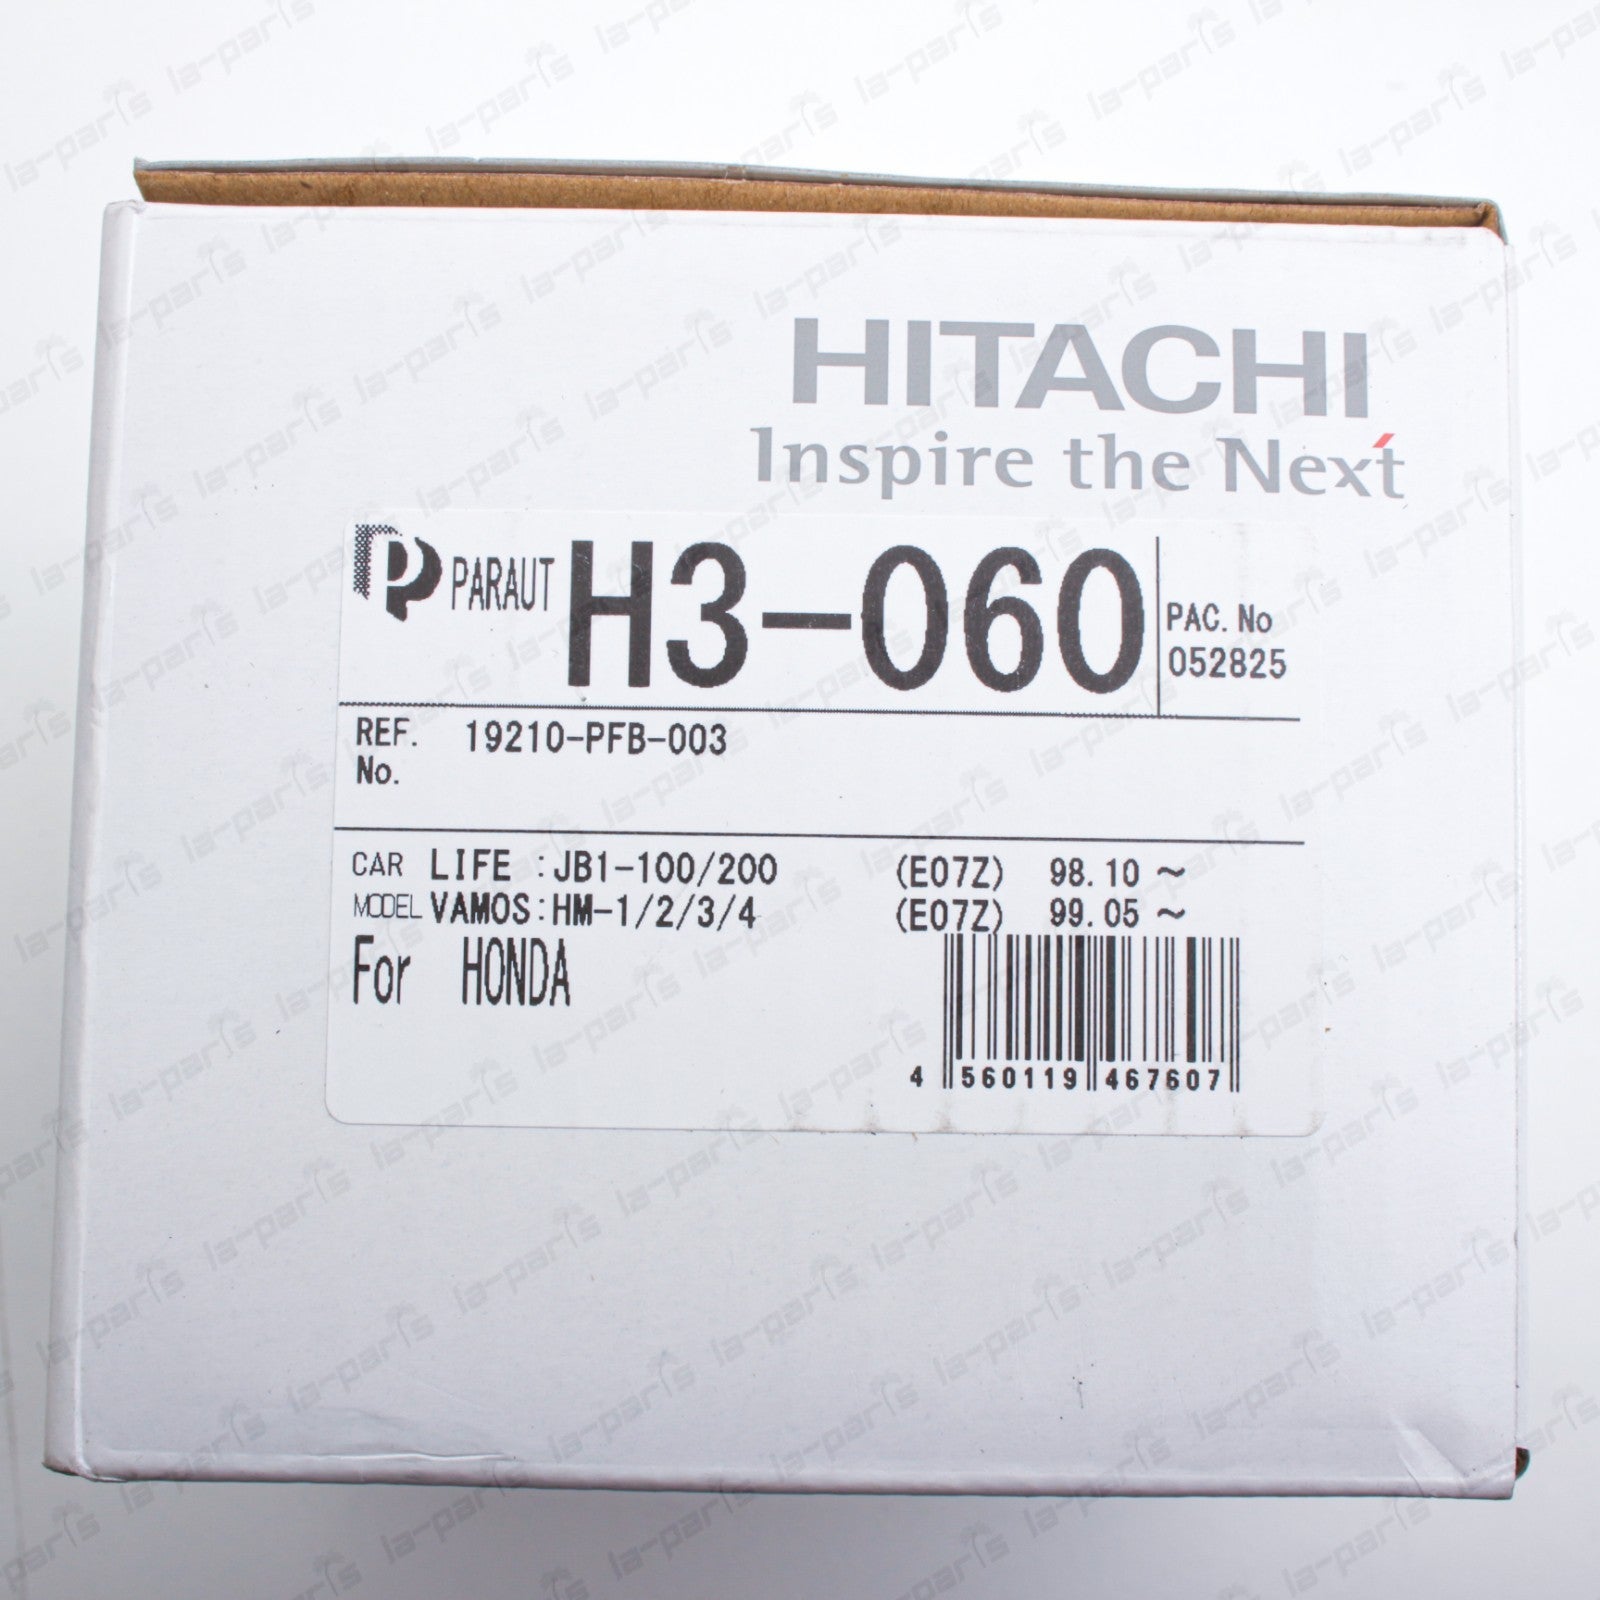 HITACHI
Inspire the Next
PARAUT H3-060 PAC. No
052825
REF. 19210-PFB-003
No.
CAR LIFE : JB1-100/200 (E07Z) 98.10 ~
MODEL VAMOS : HM-1/2/3/4 (E07Z) 99.05 ~
For HONDA
4 560119 467607
la-parts